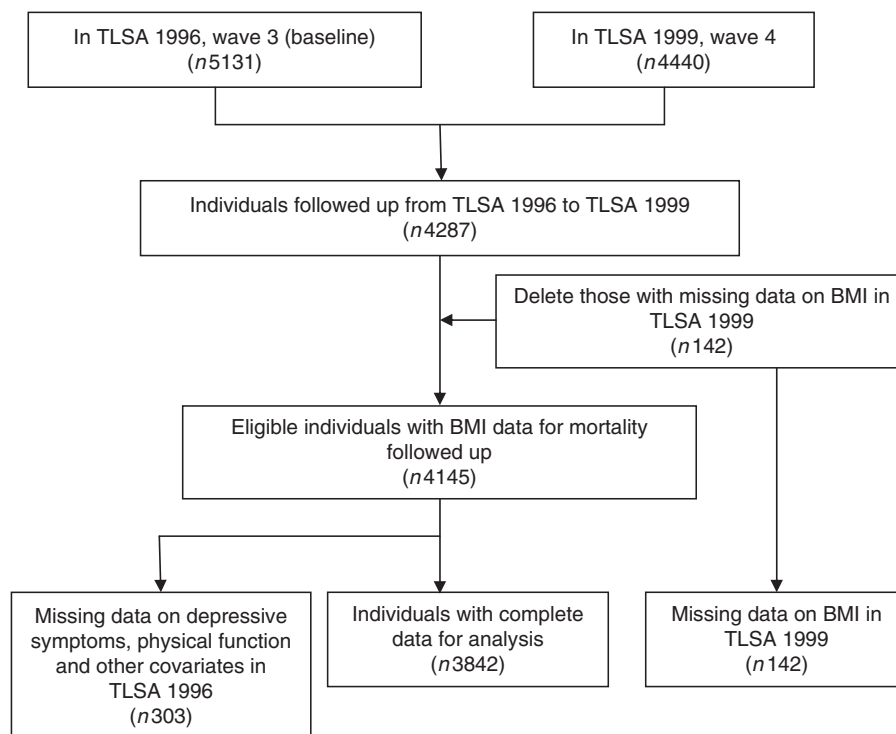 In TLSA 1996, wave 3 (baseline)
(n5131)
In TLSA 1999, wave 4
(n4440)
Individuals followed up from TLSA 1996 to TLSA 1999
(n4287)
Delete those with missing data on BMI in
TLSA 1999
(n142)
Eligible individuals with BMI data for mortality
followed up
(n4145)
Missing data on depressive
symptoms, physical function
and other covariates in
TLSA 1996
(n303)
Individuals with complete
data for analysis
(n3842)
Missing data on BMI in
TLSA 1999
(n142)